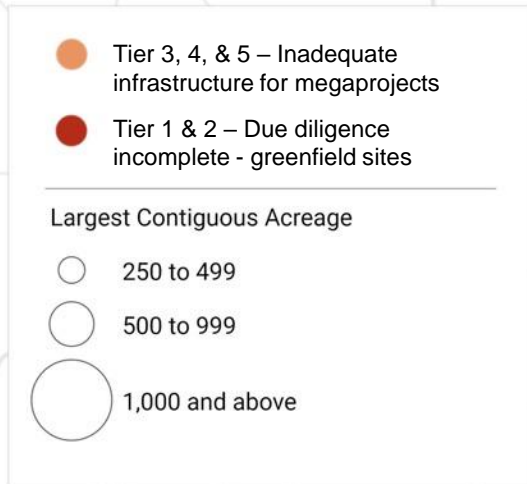 Tier 3, 4, & 5 – Inadequate
infrastructure for megaprojects
Tier 1 & 2 – Due diligence
incomplete - greenfield sites
Largest Contiguous Acreage
250 to 499
500 to 999
1,000 and above